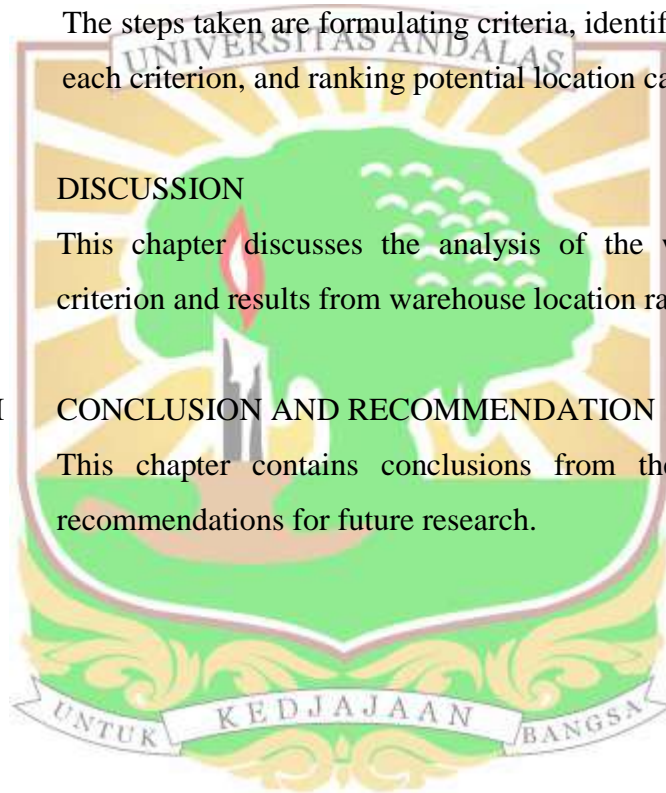 The steps taken are formulating criteria, identif
UNIVERSITAS ANDALAS
each criterion, and ranking potential location ca
DISCUSSION
This chapter discusses the analysis of the
criterion and results from warehouse location ra
I CONCLUSION AND RECOMMENDATION
This chapter contains conclusions from the
recommendations for future research.
UNTUK KEDJAJAAN BANGSA